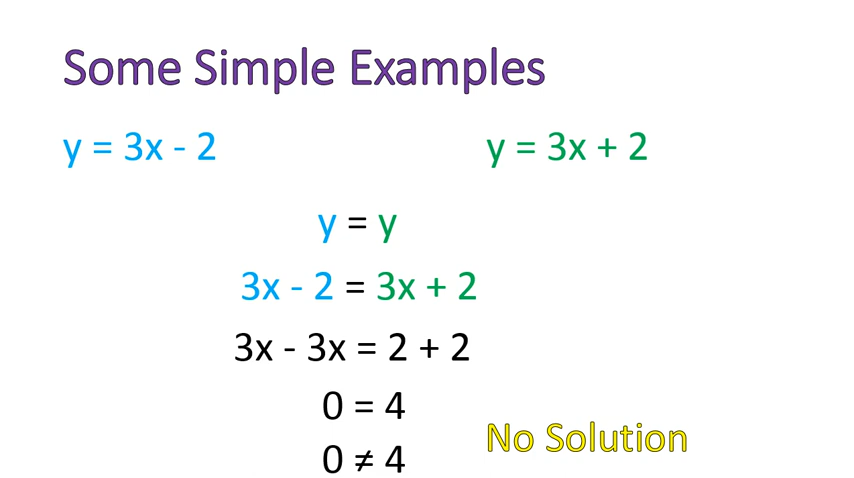 Some Simple Examples
y = 3x - 2
y = 3x + 2
y = y
3x - 2 = 3x + 2
3x - 3x = 2 + 2
0 = 4
0 ≠ 4
No Solution